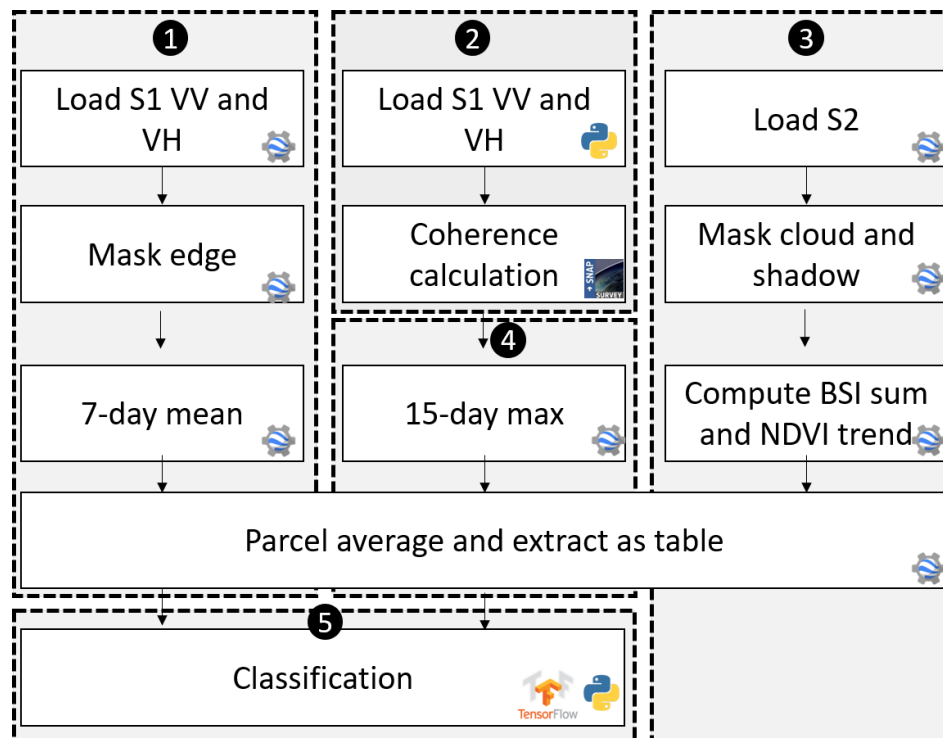 1
2
3
Load S1 VV and
VH
Load S1 VV and
VH
Load S2
Mask edge
Coherence
calculation
+ SNAP
SURVEY
Mask cloud and
shadow
4
7-day mean
15-day max
Compute BSI sum
and NDVI trend
Parcel average and extract as table
5
Classification
TensorFlow